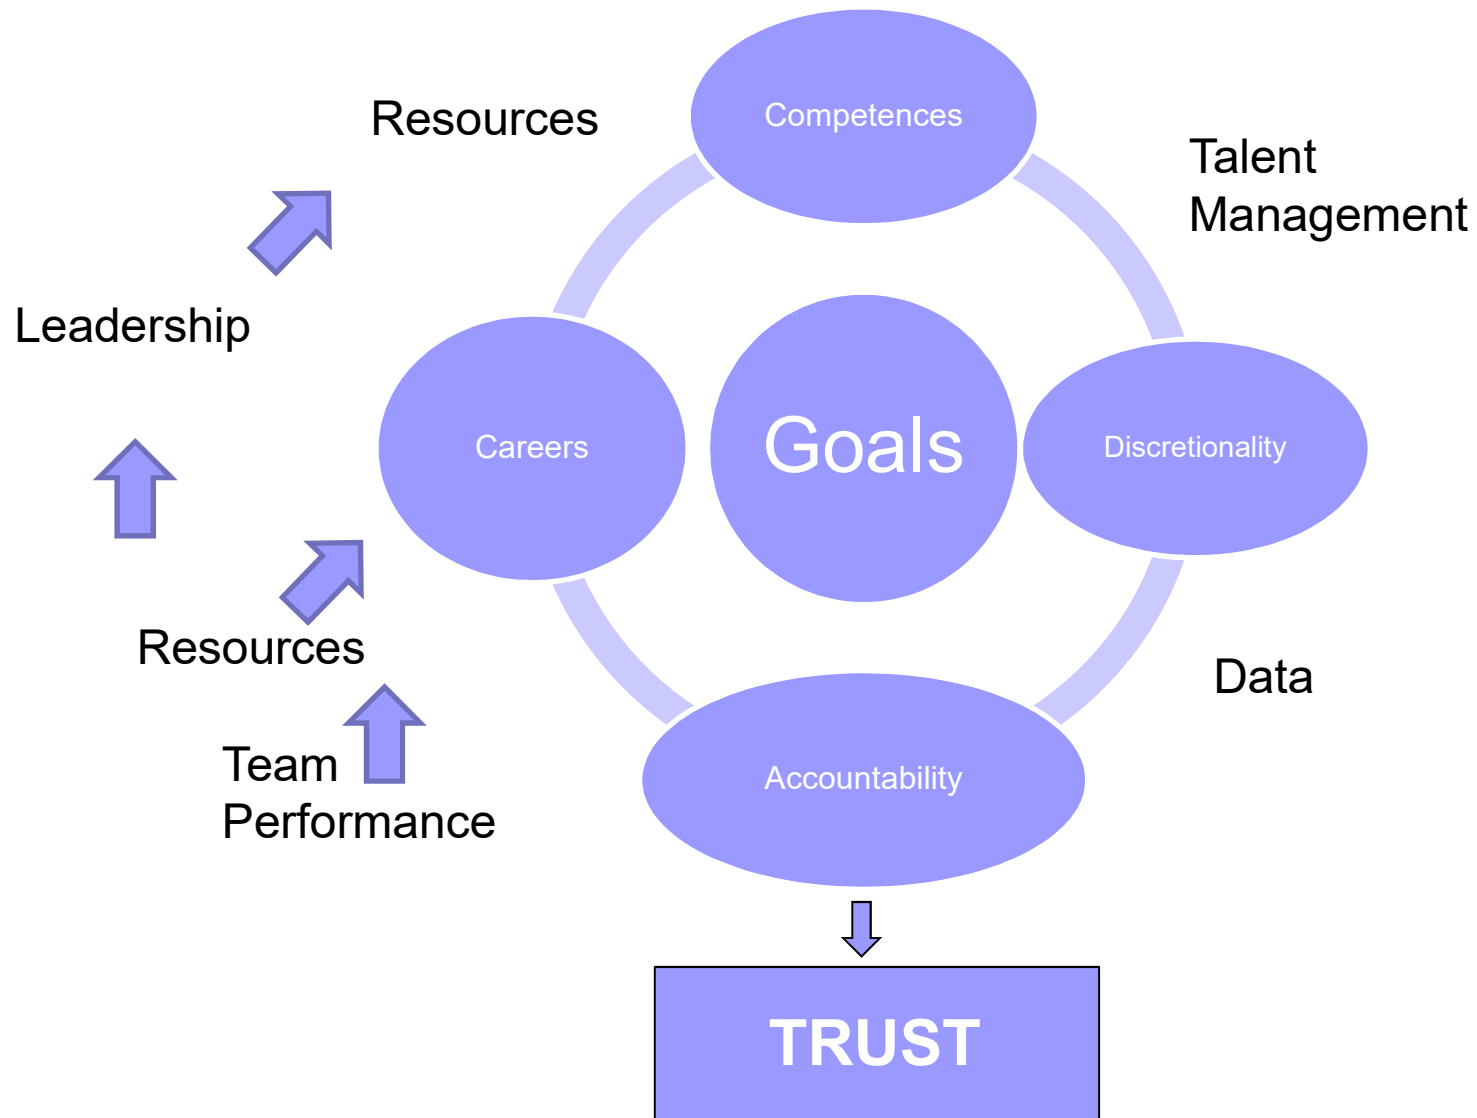 Competences
Resources
Talent
Management
Leadership
Careers
Goals
Discretionality
Resources
Data
Team
Performance
Accountability
TRUST